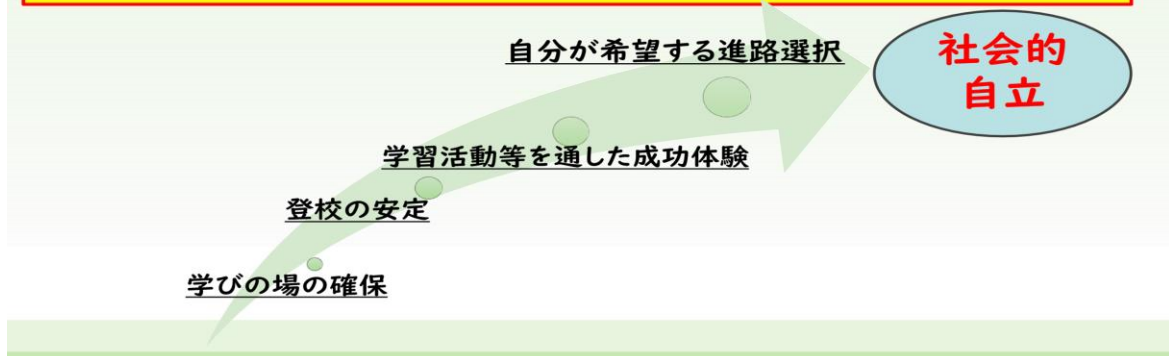 自分が希望する進路選択
社会的
自立
学習活動等を通した成功体験
登校の安定
学びの場の確保